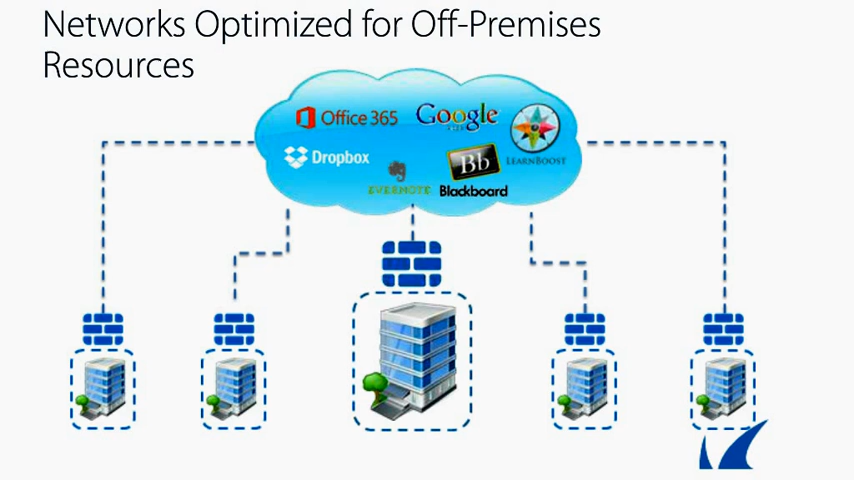 Networks Optimized for Off-Premises
Resources
Office 365
Google
LEARNBOOST
Dropbox
Bb
EVERNOTE
Blackboard